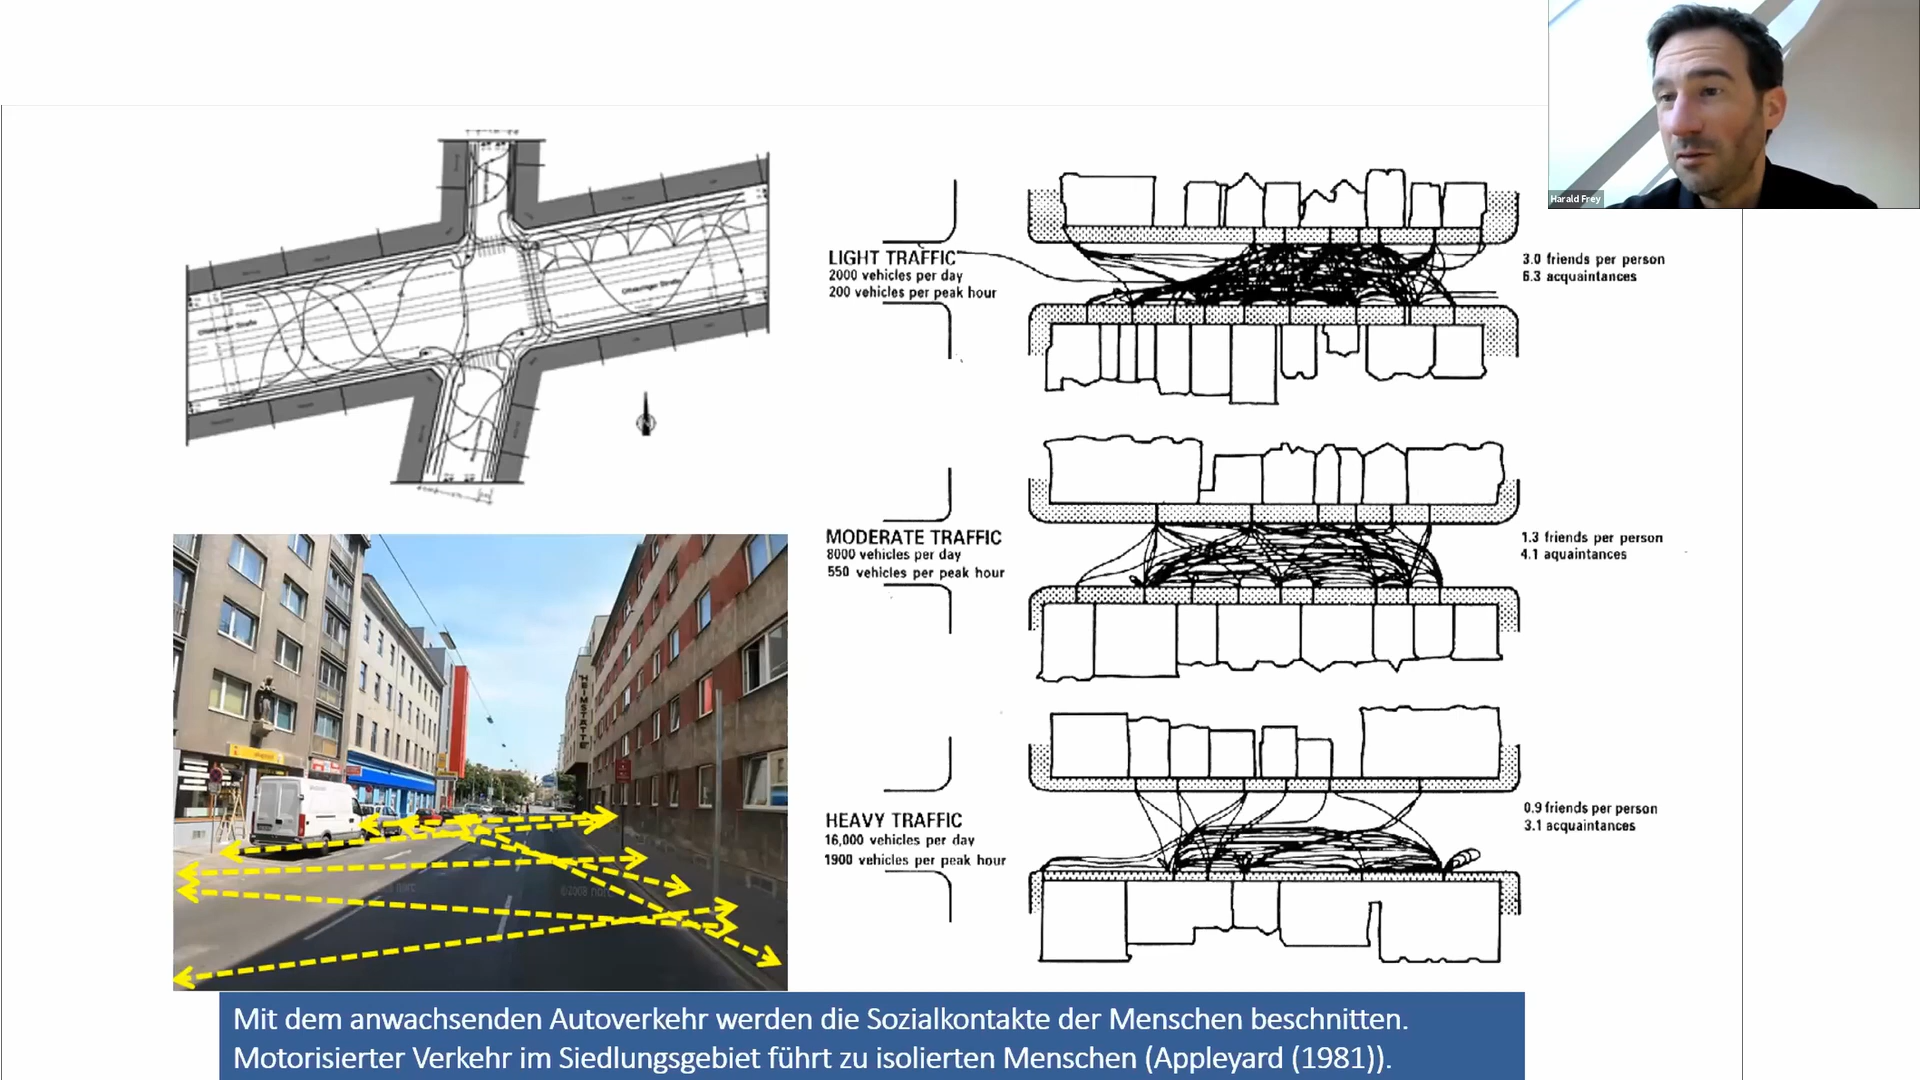 Harald Frey
LIGHT TRAFFIC
2000 vehicles per day
200 vehicles per peak hour
3.0 friends per person
6.3 acquaintances
MODERATE TRAFFIC
8000 vehicles per day
550 vehicles per peak hour
1.3 friends per person
4.1 aquaintances
HEIMSTÄTTE
HEAVY TRAFFIC
16,000 vehicles per day
1900 vehicles per peak hour
0.9 friends per person
3.1 acquaintances
Mit dem anwachsenden Autoverkehr werden die Sozialkontakte der Menschen beschnitten.
Motorisierter Verkehr im Siedlungsgebiet führt zu isolierten Menschen (Appleyard (1981)).